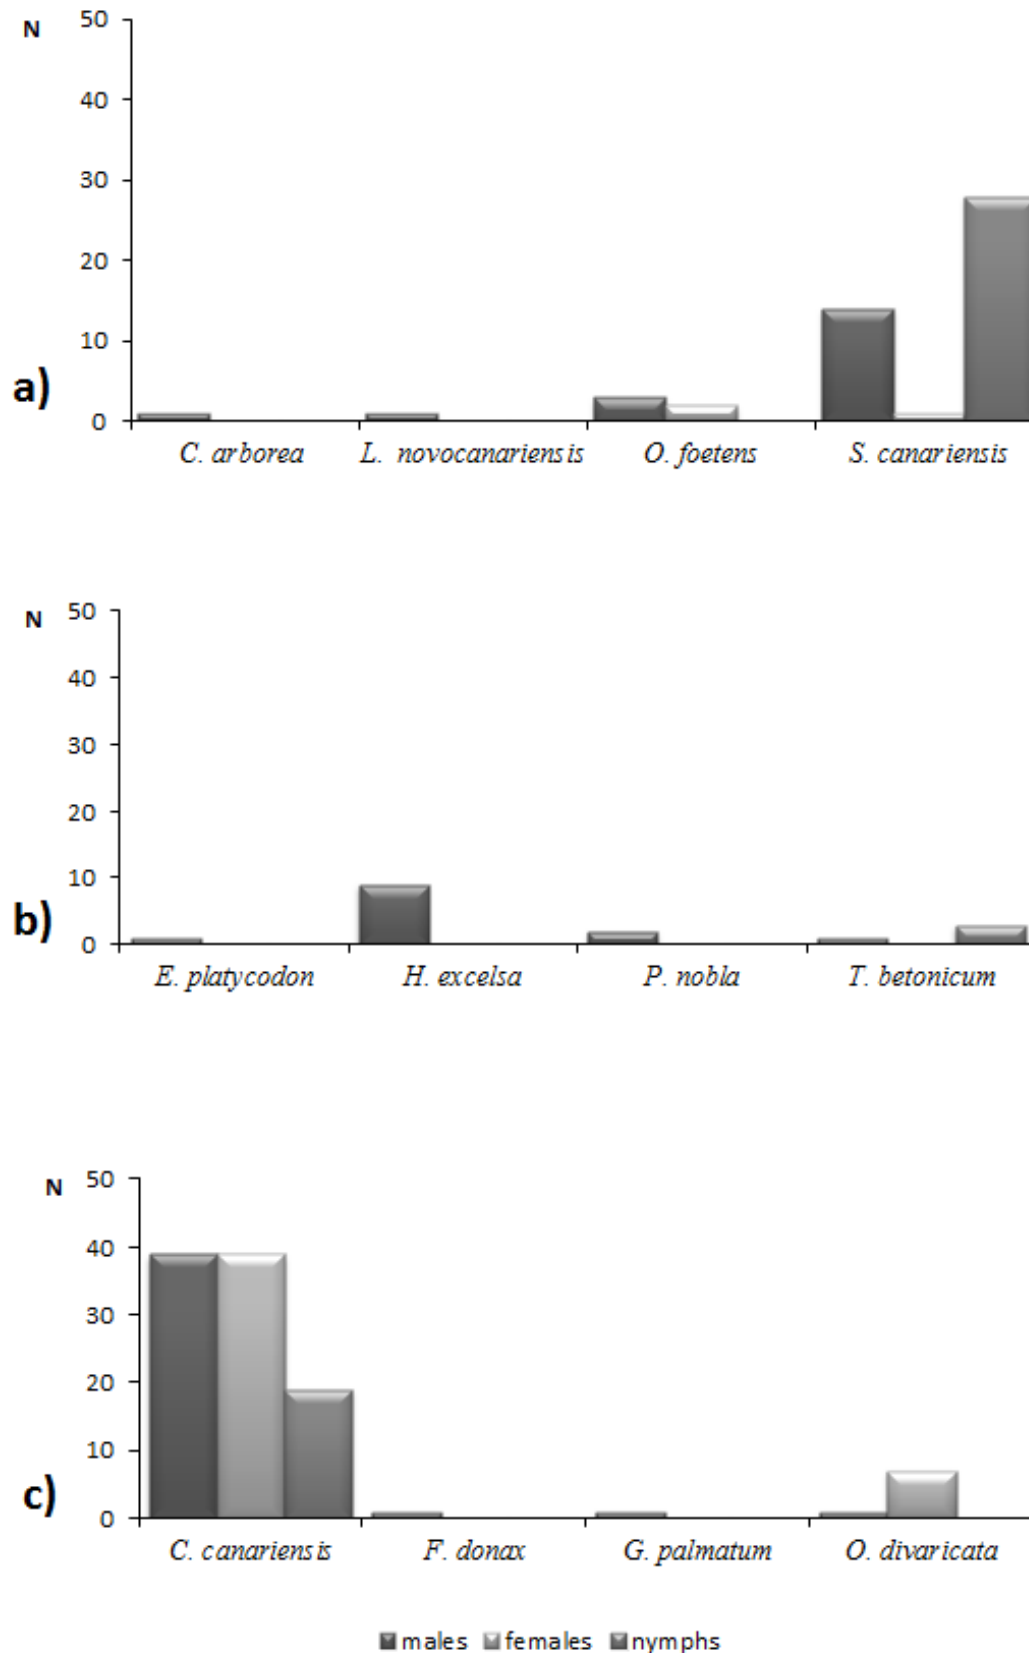 N
50
40
30
20
10
0
a)
C. arborea L. novocanariensis O. foetens S. canariensis
N
50
40
30
20
10
0
b)
E. platycodon H. excelsa P. nobla T. betonicum
N
50
40
30
20
10
0
c)
C. canariensis F. donax G. palmatum O. divaricata
males females nymphs